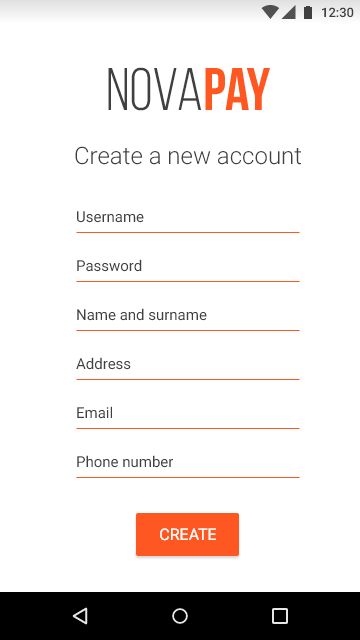 12:30
NOVAPAY
Create a new account
Username
Password
Name and surname
Address
Email
Phone number
CREATE